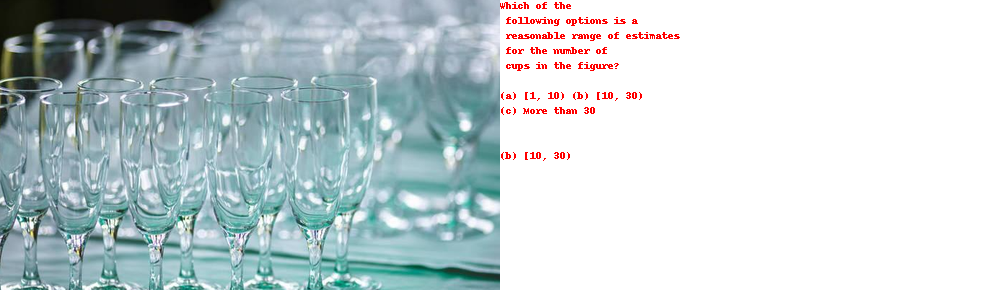 Which of the
following options is a
reasonable range of estimates
for the number of
cups in the figure?
(a) [1, 10) (b) [10, 30)
(c) More than 30
(b) [10, 30)